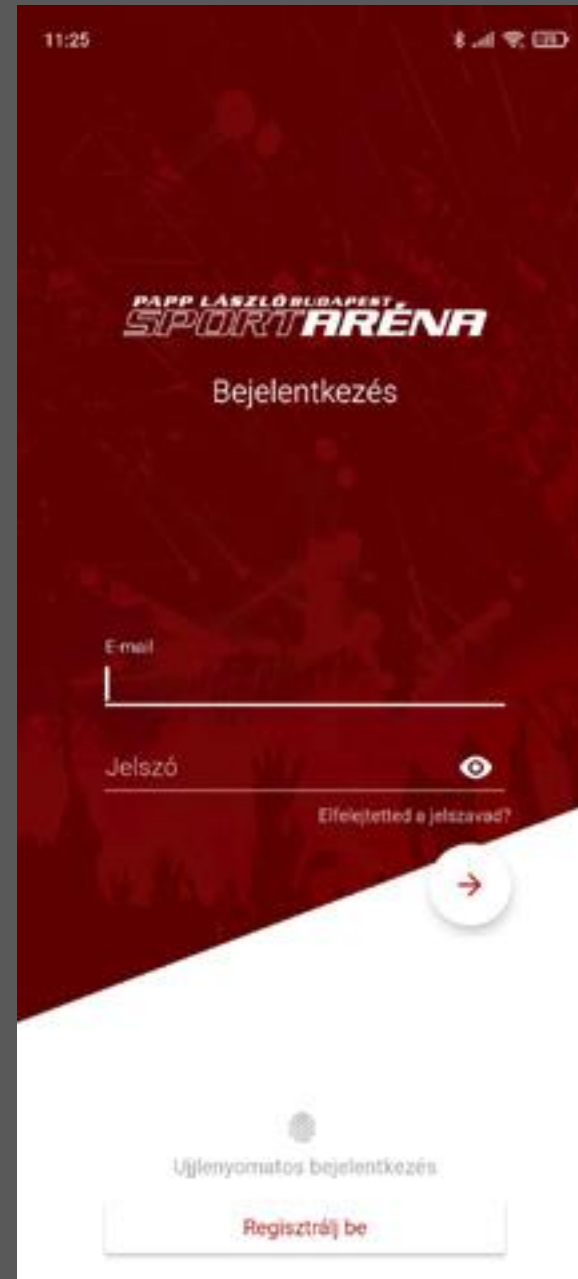 11:25
PAPP LÁSZLÓ BUDAPEST
SPORTARÉNA
Bejelentkezés
E-mail
Jelszó
Elfelejtetted a jelszavad?
Ujjlenyomatos bejelentkezés
Regisztrálj be